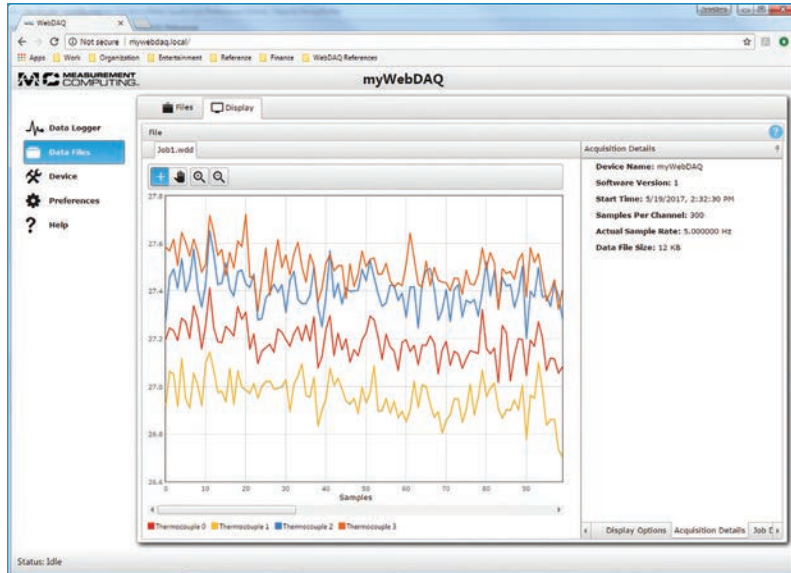 WebDAQ
Not secure | mywebdaq.local/
Apps Work Organization Entertainment Reference Finance WebDAQ References
MC MEASUREMENT COMPUTING.
myWebDAQ
Files Display
Data Logger
Data Files
Device
Preferences
Help
File
Job1.wdd
27.8
27.6
27.4
27.2
27.0
26.8
26.6
0 10 20 30 40 50 60 70 80 90
Samples
Thermocouple 0 Thermocouple 1 Thermocouple 2 Thermocouple 3
Acquisition Details
Device Name: myWebDAQ
Software Version: 1
Start Time: 5/19/2017, 2:32:30 PM
Samples Per Channel: 300
Actual Sample Rate: 5.000000 Hz
Data File Size: 12 KB
Display Options Acquisition Details Job D
Status: Idle